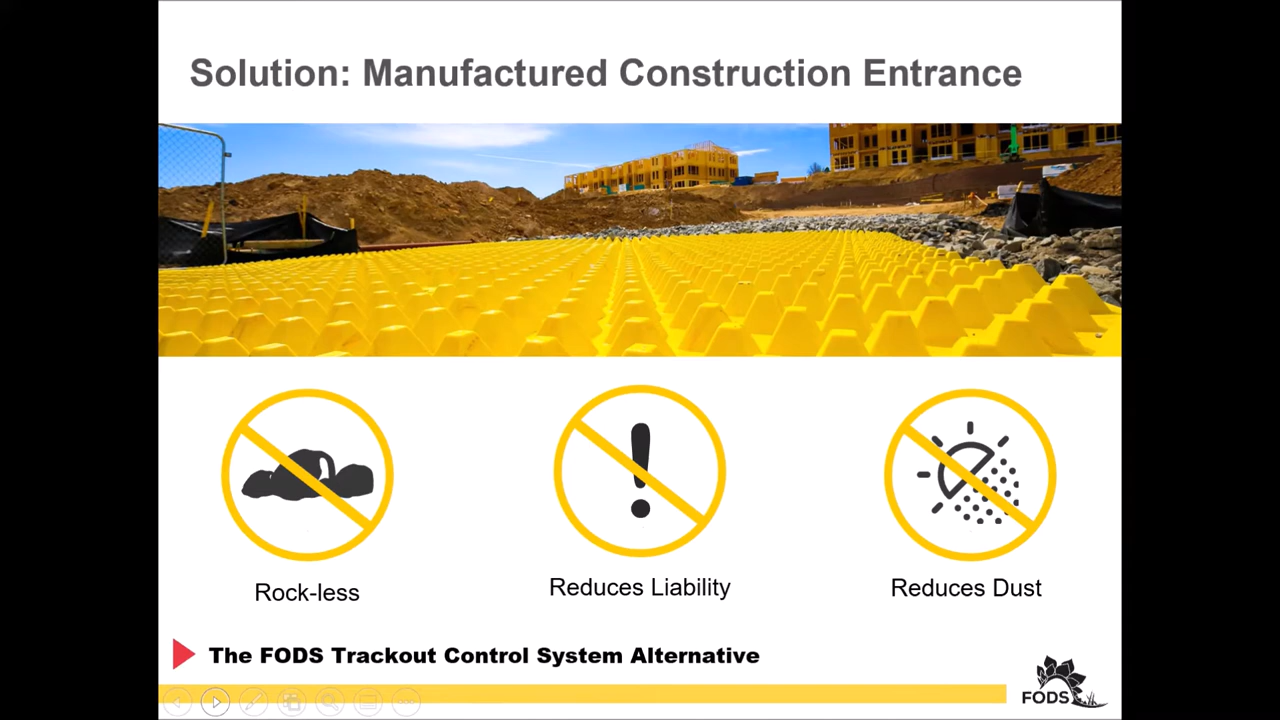 Solution: Manufactured Construction Entrance
Rock-less
Reduces Liability
Reduces Dust
The FODS Trackout Control System Alternative
FODS